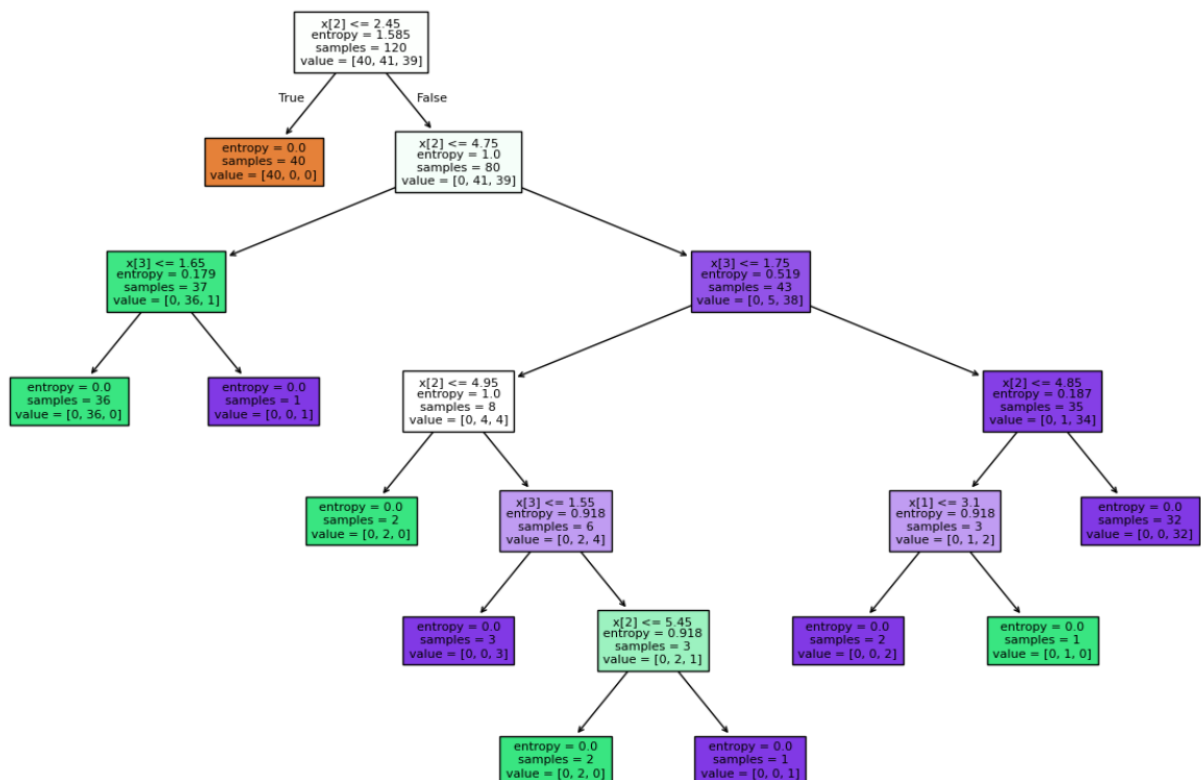 x[2] <= 2.45
entropy = 1.585
samples = 120
value = [40, 41, 39]
True
False
entropy = 0.0
samples = 40
value = [40, 0, 0]
x[2] <= 4.75
entropy = 1.0
samples = 80
value = [0, 41, 39]
x[3] <= 1.65
entropy = 0.179
samples = 37
value = [0, 36, 1]
x[3] <= 1.75
entropy = 0.519
samples = 43
value = [0, 5, 38]
entropy = 0.0
samples = 36
value = [0, 36, 0]
entropy = 0.0
samples = 1
value = [0, 0, 1]
x[2] <= 4.95
entropy = 1.0
samples = 8
value = [0, 4, 4]
x[2] <= 4.85
entropy = 0.187
samples = 35
value = [0, 1, 34]
entropy = 0.0
samples = 2
value = [0, 2, 0]
x[3] <= 1.55
entropy = 0.918
samples = 6
value = [0, 2, 4]
x[1] <= 3.1
entropy = 0.918
samples = 3
value = [0, 1, 2]
entropy = 0.0
samples = 32
value = [0, 0, 32]
entropy = 0.0
samples = 3
value = [0, 0, 3]
x[2] <= 5.45
entropy = 0.918
samples = 3
value = [0, 2, 1]
entropy = 0.0
samples = 2
value = [0, 0, 2]
entropy = 0.0
samples = 1
value = [0, 1, 0]
entropy = 0.0
samples = 2
value = [0, 2, 0]
entropy = 0.0
samples = 1
value = [0, 0, 1]